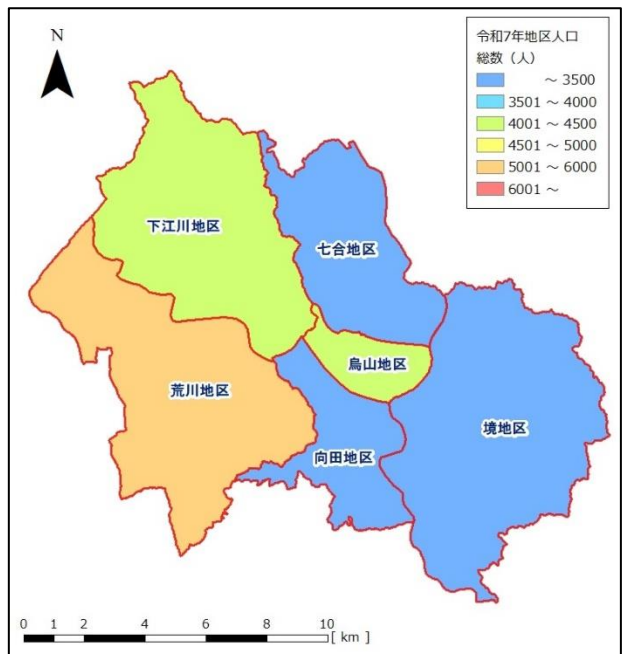 N
令和7年地区人口
総数（人）
～ 3500
3501 ～ 4000
4001 ～ 4500
4501 ～ 5000
5001 ～ 6000
6001 ～
下江川地区
七合地区
烏山地区
荒川地区
境地区
向田地区
0 1 2 4 6 8 10
[ km ]